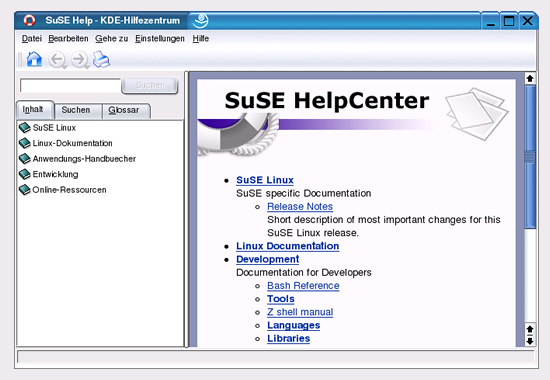 SuSE Help - KDE-Hilfezentrum
Datei Bearbeiten Gehe zu Einstellungen Hilfe
Suchen
Inhalt Suchen Glossar
SuSE Linux
Linux-Dokumentation
Anwendungs-Handbuecher
Entwicklung
Online-Ressourcen
SuSE HelpCenter
SuSE Linux
SuSE specific Documentation
Release Notes
Short description of most important changes for this
SuSE Linux release.
Linux Documentation
Development
Documentation for Developers
Bash Reference
Tools
Z shell manual
Languages
Libraries